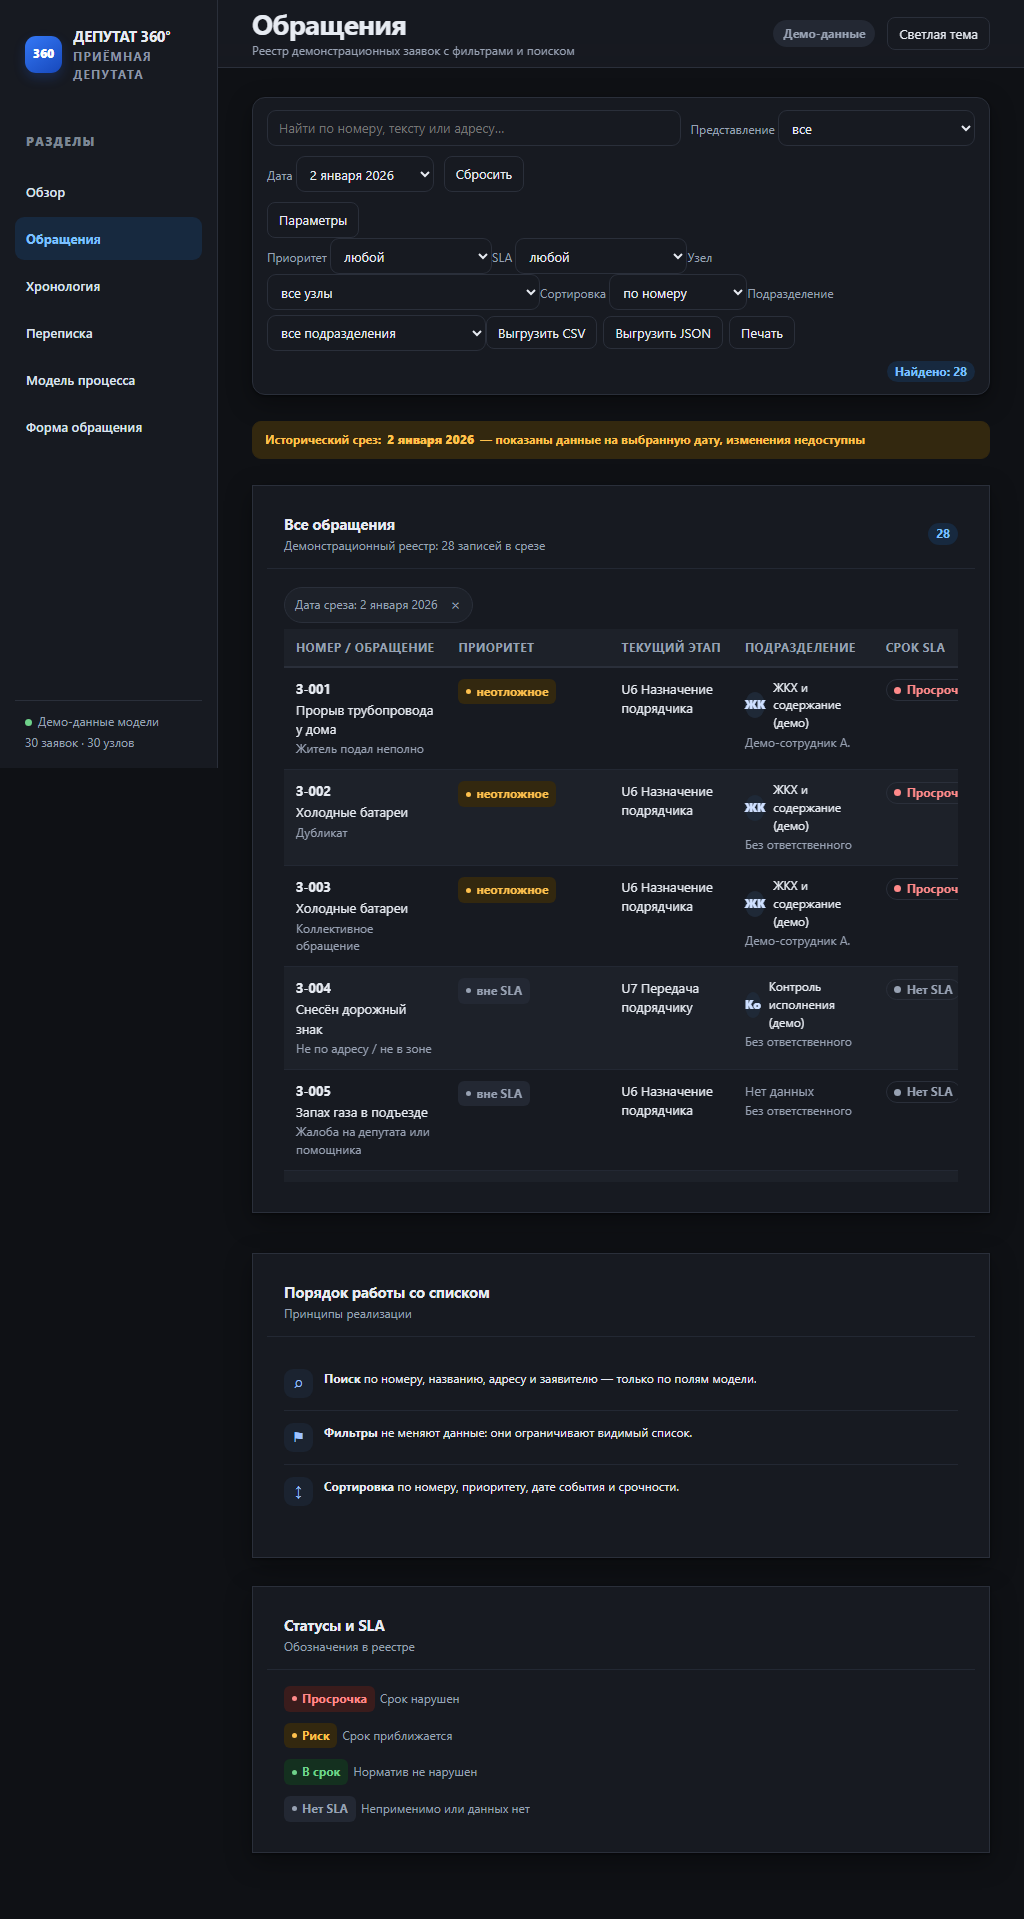 360
ДЕПУТАТ 360°
ПРИЁМНАЯ
ДЕПУТАТА
РАЗДЕЛЫ
Обзор
Обращения
Хронология
Переписка
Модель процесса
Форма обращения
Демо-данные модели
30 заявок · 30 узлов
Обращения
Реестр демонстрационных заявок с фильтрами и поиском
Демо-данные
Светлая тема
Найти по номеру, тексту или адресу...
Представление все
Дата 2 января 2026 Сбросить
Параметры
Приоритет любой SLA любой Узел
все узлы Сортировка по номеру Подразделение
все подразделения Выгрузить CSV Выгрузить JSON Печать
Найдено: 28
Исторический срез: 2 января 2026 — показаны данные на выбранную дату, изменения недоступны
Все обращения
Демонстрационный реестр: 28 записей в срезе
28
Дата среза: 2 января 2026 ×
НОМЕР / ОБРАЩЕНИЕ ПРИОРИТЕТ ТЕКУЩИЙ ЭТАП ПОДРАЗДЕЛЕНИЕ СРОК SLA
З-001
Прорыв трубопровода
у дома
Житель подал неполно
неотложное
U6 Назначение
подрядчика
ЖК
ЖКХ и
содержание
(демо)
Демо-сотрудник А.
Просроч
З-002
Холодные батареи
Дубликат
неотложное
U6 Назначение
подрядчика
ЖК
ЖКХ и
содержание
(демо)
Без ответственного
Просроч
З-003
Холодные батареи
Коллективное
обращение
неотложное
U6 Назначение
подрядчика
ЖК
ЖКХ и
содержание
(демо)
Демо-сотрудник А.
Просроч
З-004
Снесён дорожный
знак
Не по адресу / не в зоне
вне SLA
U7 Передача
подрядчику
Ко
Контроль
исполнения
(демо)
Без ответственного
Нет SLA
З-005
Запах газа в подъезде
Жалоба на депутата или
помощника
вне SLA
U6 Назначение
подрядчика
Нет данных
Без ответственного
Нет SLA
Порядок работы со списком
Принципы реализации
Поиск по номеру, названию, адресу и заявителю — только по полям модели.
Фильтры не меняют данные: они ограничивают видимый список.
Сортировка по номеру, приоритету, дате события и срочности.
Статусы и SLA
Обозначения в реестре
Просрочка Срок нарушен
Риск Срок приближается
В срок Норматив не нарушен
Нет SLA Неприменимо или данных нет